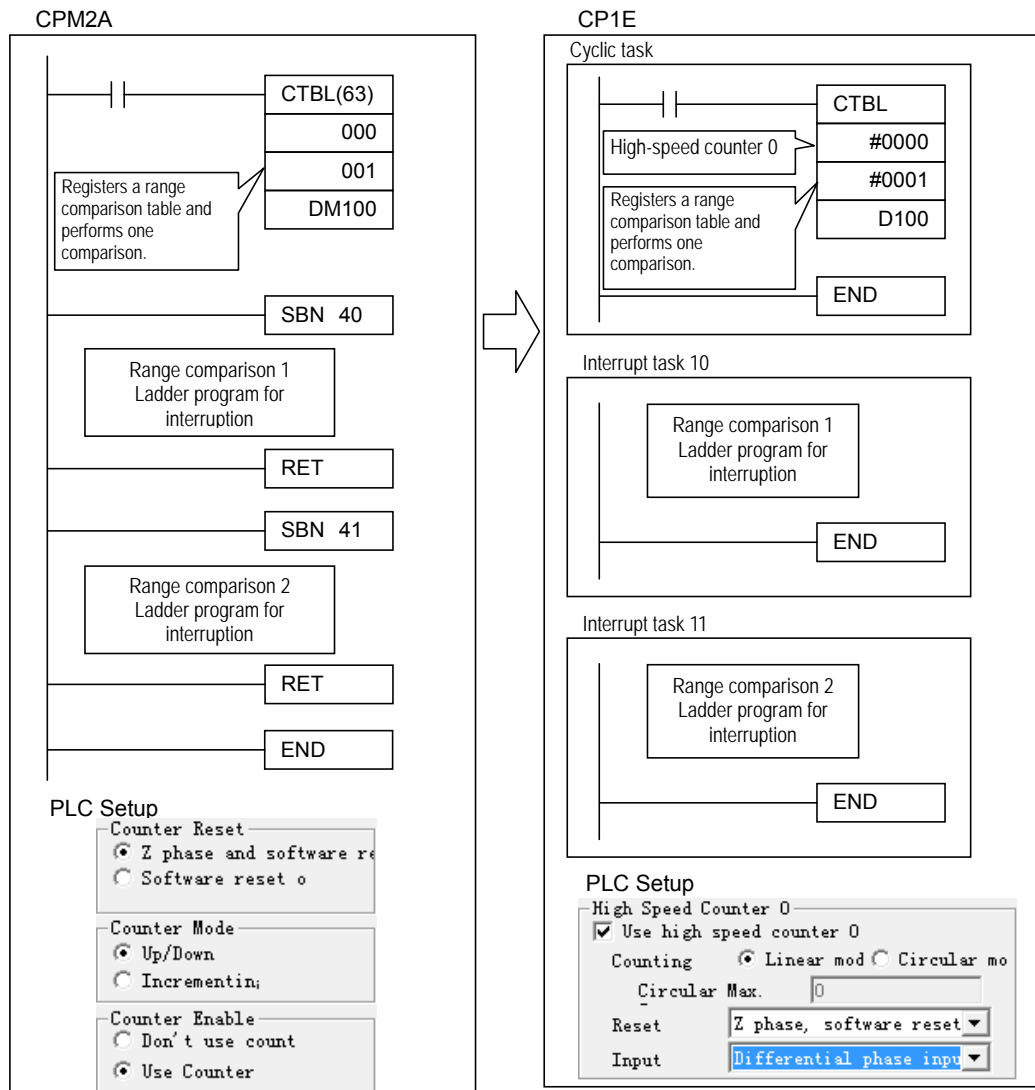 CPM2A
CTBL(63)
000
001
DM100
Registers a range
comparison table and
performs one
comparison.
SBN 40
Range comparison 1
Ladder program for
interruption
RET
SBN 41
Range comparison 2
Ladder program for
interruption
RET
END
PLC Setup
Counter Reset
Z phase and software re
Software reset o
Counter Mode
Up/Down
Incrementin
Counter Enable
Don't use count
Use Counter
CP1E
Cyclic task
CTBL
High-speed counter 0
#0000
#0001
D100
Registers a range
comparison table and
performs one
comparison.
END
Interrupt task 10
Range comparison 1
Ladder program for
interruption
END
Interrupt task 11
Range comparison 2
Ladder program for
interruption
END
PLC Setup
High Speed Counter 0
Use high speed counter 0
Counting Linear mod Circular mo
Circular Max. 0
Reset Z phase, software reset
Input Differential phase inpu